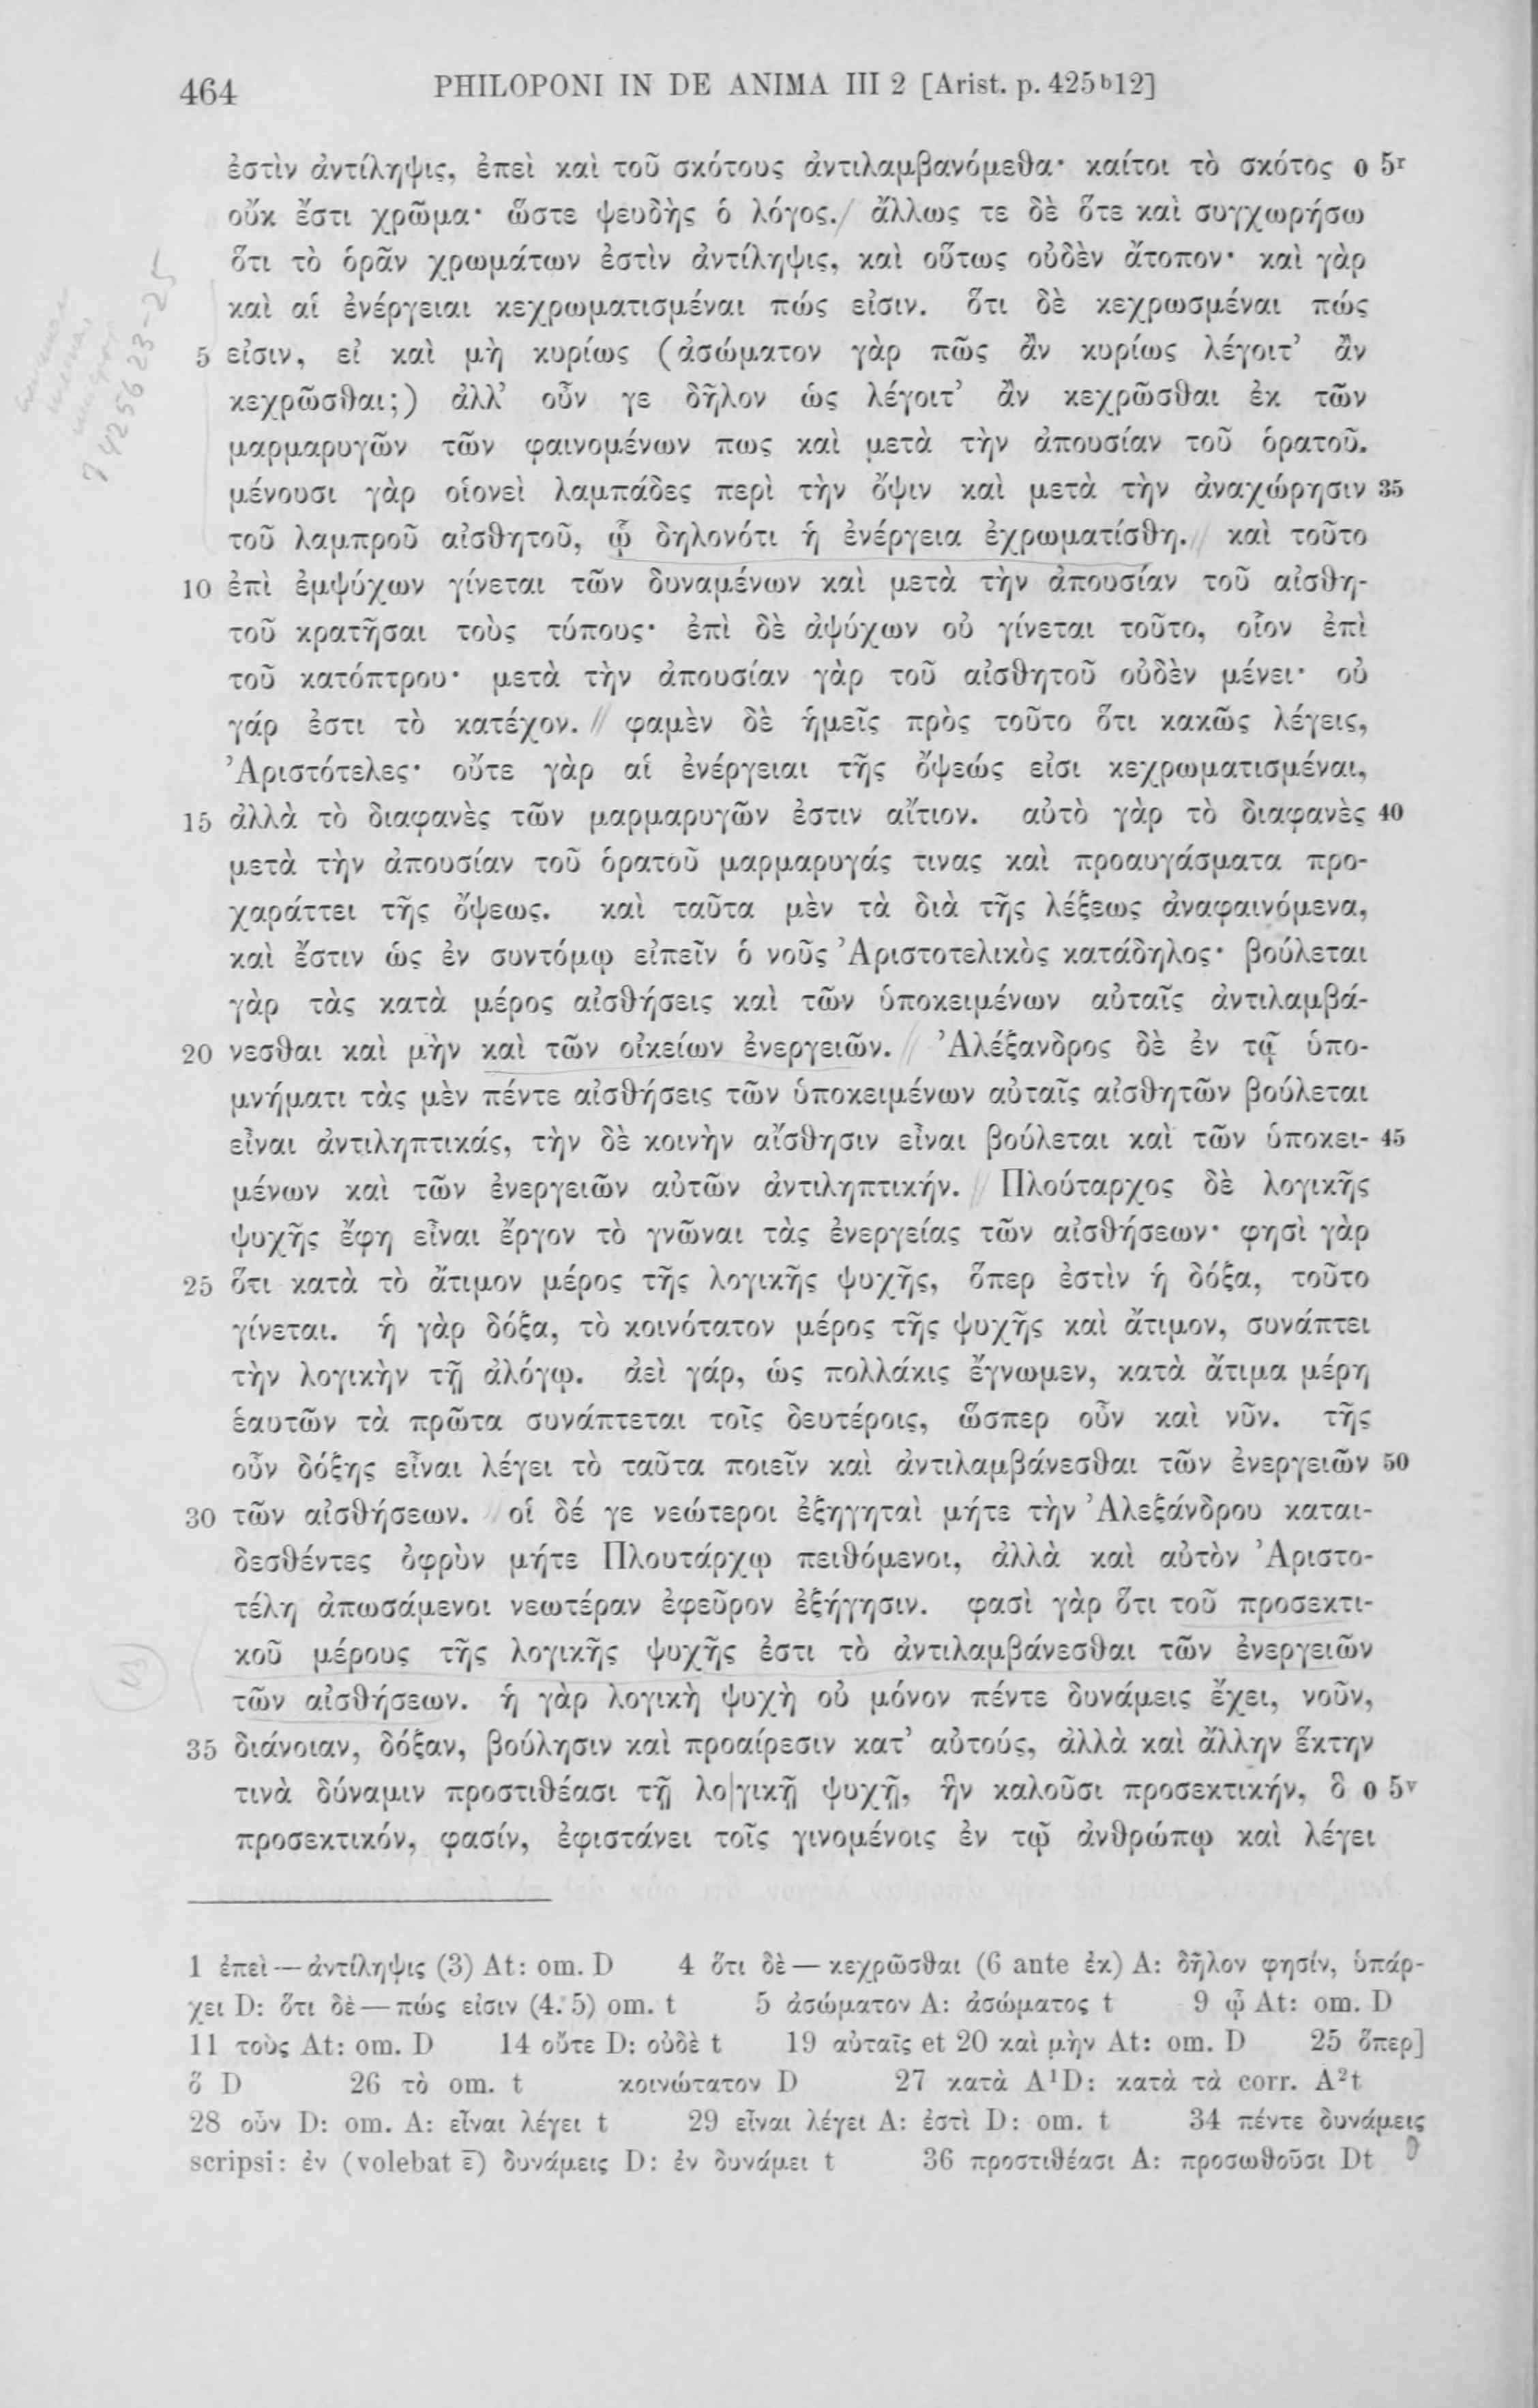 464 PHILOPONI IN DE ANIMA III 2 [Arist. p. 425b12]
ἐστὶν ἀντίληψις, ἐπεὶ καὶ τοῦ σκότους ἀντιλαμβανόμεθα· καίτοι τὸ σκότος o 5r
οὔκ ἔστι χρῶμα· ὥστε ψευδὴς ὁ λόγος./ ἄλλως τε δὲ ὅτε καὶ συγχωρήσω
ὅτι τὸ ὁρᾶν χρωμάτων ἐστὶν ἀντίληψις, καὶ οὕτως οὐδὲν ἄτοπον· καὶ γὰρ
καὶ αἱ ἐνέργειαι κεχρωματισμέναι πώς εἰσιν. ὅτι δὲ κεχρωσμέναι πώς
5 εἰσιν, εἰ καὶ μὴ κυρίως (ἀσώματον γὰρ πῶς ἂν κυρίως λέγοιτ’ ἂν
κεχρῶσθαι;) ἀλλ’ οὖν γε δῆλον ὡς λέγοιτ’ ἂν κεχρῶσθαι ἐκ τῶν
μαρμαρυγῶν τῶν φαινομένων πως καὶ μετὰ τὴν ἀπουσίαν τοῦ ὁρατοῦ.
μένουσι γὰρ οἱονεὶ λαμπάδες περὶ τὴν ὄψιν καὶ μετὰ τὴν ἀναχώρησιν 35
τοῦ λαμπροῦ αἰσθητοῦ, ᾧ δηλονότι ἡ ἐνέργεια ἐχρωματίσθη.// καὶ τοῦτο
10 ἐπὶ ἐμψύχων γίνεται τῶν δυναμένων καὶ μετὰ τὴν ἀπουσίαν τοῦ αἰσθη-
τοῦ κρατῆσαι τοὺς τύπους· ἐπὶ δὲ ἀψύχων οὐ γίνεται τοῦτο, οἷον ἐπὶ
τοῦ κατόπτρου· μετὰ τὴν ἀπουσίαν γὰρ τοῦ αἰσθητοῦ οὐδὲν μένει· οὐ
γάρ ἐστι τὸ κατέχον. // φαμὲν δὲ ἡμεῖς πρὸς τοῦτο ὅτι κακῶς λέγεις,
Ἀριστότελες· οὔτε γὰρ αἱ ἐνέργειαι τῆς ὄψεώς εἰσι κεχρωματισμέναι,
15 ἀλλὰ τὸ διαφανὲς τῶν μαρμαρυγῶν ἐστιν αἴτιον. αὐτὸ γὰρ τὸ διαφανὲς 40
μετὰ τὴν ἀπουσίαν τοῦ ὁρατοῦ μαρμαρυγάς τινας καὶ προαυγάσματα προ-
χαράττει τῆς ὄψεως. καὶ ταῦτα μὲν τὰ διὰ τῆς λέξεως ἀναφαινόμενα,
καὶ ἔστιν ὡς ἐν συντόμῳ εἰπεῖν ὁ νοῦς Ἀριστοτελικὸς κατάδηλος· βούλεται
γὰρ τὰς κατὰ μέρος αἰσθήσεις καὶ τῶν ὑποκειμένων αὐταῖς ἀντιλαμβά-
20 νεσθαι καὶ μὴν καὶ τῶν οἰκείων ἐνεργειῶν.// Ἀλέξανδρος δὲ ἐν τῷ ὑπο-
μνήματι τὰς μὲν πέντε αἰσθήσεις τῶν ὑποκειμένων αὐταῖς αἰσθητῶν βούλεται
εἶναι ἀντιληπτικάς, τὴν δὲ κοινὴν αἴσθησιν εἶναι βούλεται καὶ τῶν ὑποκει- 45
μένων καὶ τῶν ἐνεργειῶν αὐτῶν ἀντιληπτικήν.// Πλούταρχος δὲ λογικῆς
ψυχῆς ἔφη εἶναι ἔργον τὸ γνῶναι τὰς ἐνεργείας τῶν αἰσθήσεων· φησὶ γὰρ
25 ὅτι κατὰ τὸ ἄτιμον μέρος τῆς λογικῆς ψυχῆς, ὅπερ ἐστὶν ἡ δόξα, τοῦτο
γίνεται. ἡ γὰρ δόξα, τὸ κοινότατον μέρος τῆς ψυχῆς καὶ ἄτιμον, συνάπτει
τὴν λογικὴν τῇ ἀλόγῳ. ἀεὶ γάρ, ὡς πολλάκις ἔγνωμεν, κατὰ ἄτιμα μέρη
ἑαυτῶν τὰ πρῶτα συνάπτεται τοῖς δευτέροις, ὥσπερ οὖν καὶ νῦν. τῆς
οὖν δόξης εἶναι λέγει τὸ ταῦτα ποιεῖν καὶ ἀντιλαμβάνεσθαι τῶν ἐνεργειῶν 50
30 τῶν αἰσθήσεων. // οἱ δέ γε νεώτεροι ἐξηγηταὶ μήτε τὴν Ἀλεξάνδρου καται-
δεσθέντες ὀφρὺν μήτε Πλουτάρχῳ πειθόμενοι, ἀλλὰ καὶ αὐτὸν Ἀριστο-
τέλη ἀπωσάμενοι νεωτέραν ἐφεῦρον ἐξήγησιν. φασὶ γὰρ ὅτι τοῦ προσεκτι-
κοῦ μέρους τῆς λογικῆς ψυχῆς ἐστι τὸ ἀντιλαμβάνεσθαι τῶν ἐνεργειῶν
τῶν αἰσθήσεων. ἡ γὰρ λογικὴ ψυχὴ οὐ μόνον πέντε δυνάμεις ἔχει, νοῦν,
35 διάνοιαν, δόξαν, βούλησιν καὶ προαίρεσιν κατ’ αὐτούς, ἀλλὰ καὶ ἄλλην ἕκτην
τινὰ δύναμιν προστιθέασι τῇ λο|γικῇ ψυχῇ, ἣν καλοῦσι προσεκτικήν, ὃ o 5v
προσεκτικόν, φασίν, ἐφιστάνει τοῖς γινομένοις ἐν τῷ ἀνθρώπῳ καὶ λέγει
1 ἐπεὶ — ἀντίληψις (3) At: om. D 4 ὅτι δὲ — κεχρῶσθαι (6 ante ἐκ) A: δῆλον φησίν, ὑπάρ-
χει D: ὅτι δὲ — πώς εἰσιν (4. 5) om. t 5 ἀσώματον A: ἀσώματος t 9 ᾧ At: om. D
11 τοὺς At: om. D 14 οὔτε D: οὐδὲ t 19 αὐταῖς et 20 καὶ μὴν At: om. D 25 ὅπερ]
ὅ D 26 τὸ om. t κοινώτατον D 27 κατὰ A¹D: κατὰ τὰ corr. A²t
28 οὖν D: om. A: εἶναι λέγει t 29 εἶναι λέγει A: ἐστὶ D: om. t 34 πέντε δυνάμεις
scripsi: ἐν (volebat ε̄) δυνάμεις D: ἐν δυνάμει t 36 προστιθέασι A: προσωθοῦσι Dt
425b23-25
NB